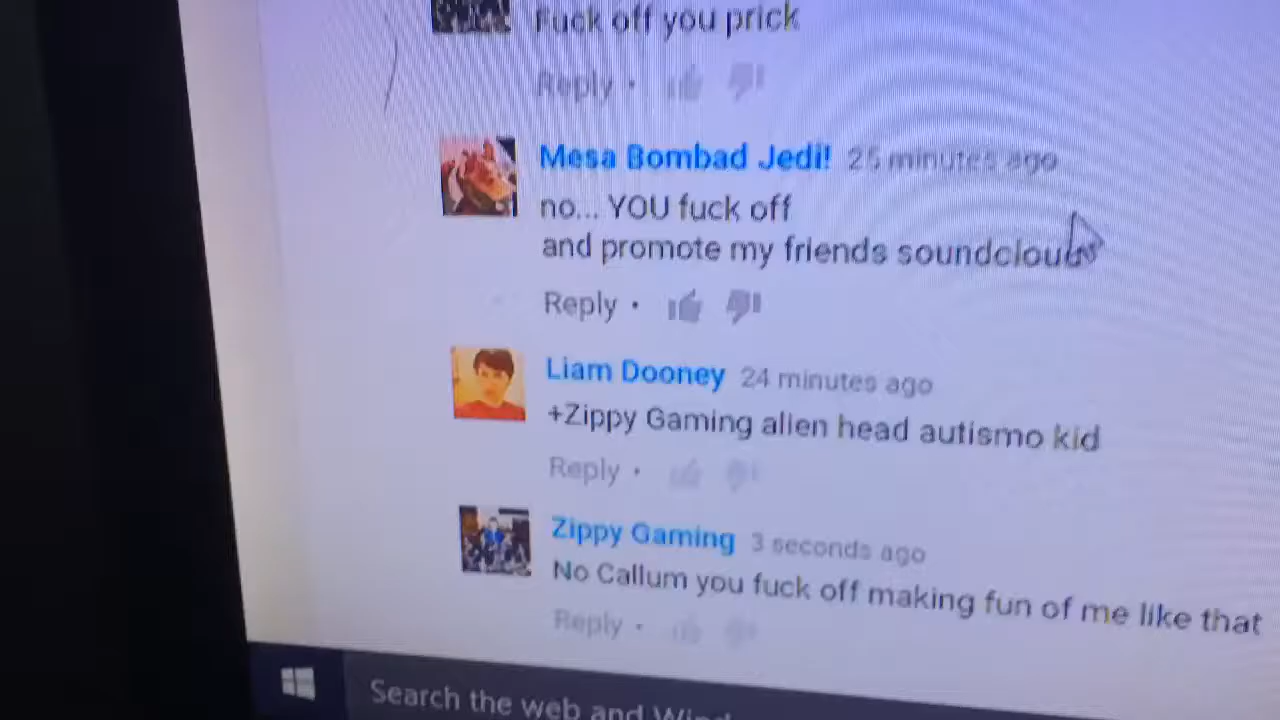 Fuck off you prick
Reply •
Mesa Bombad Jedi! 25 minutes ago
no... YOU fuck off
and promote my friends soundclouds
Reply •
Liam Dooney 24 minutes ago
+Zippy Gaming alien head autismo kid
Reply •
Zippy Gaming 3 seconds ago
No Callum you fuck off making fun of me like that
Reply •
Search the web and